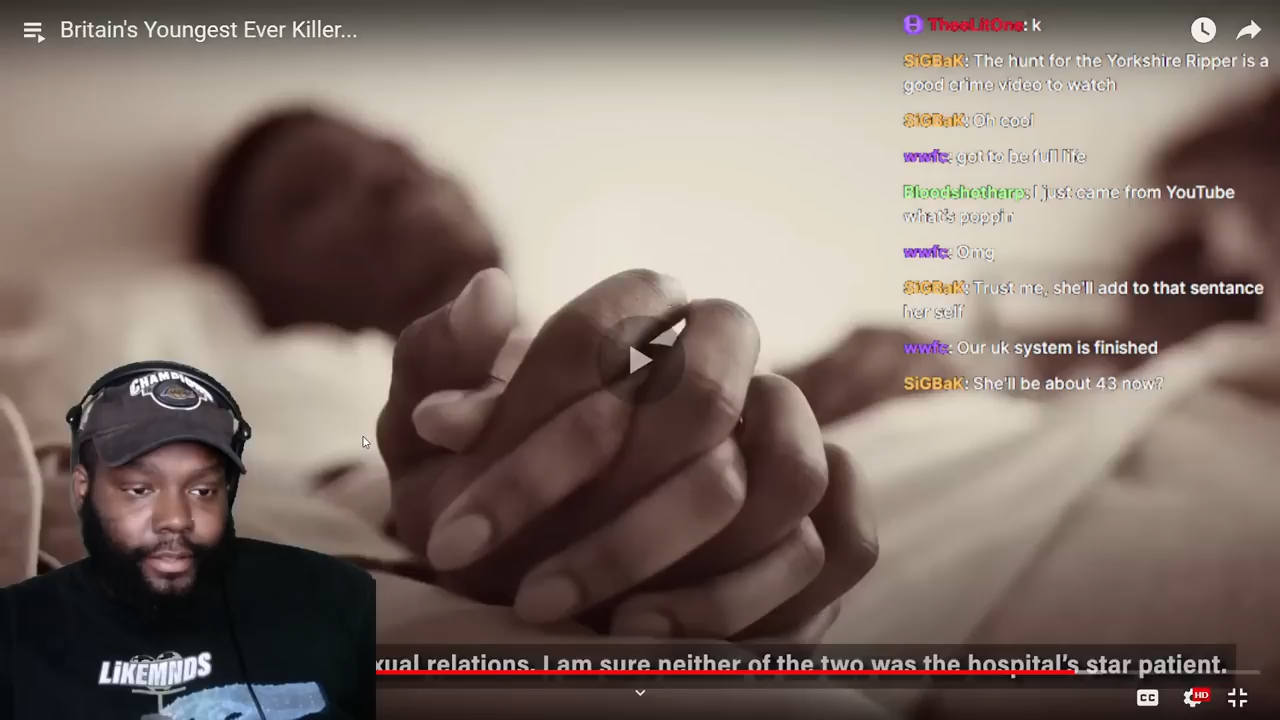 Britain's Youngest Ever Killer...
TheeLitOne: k
SiGBaK: The hunt for the Yorkshire Ripper is a
good crime video to watch
SiGBaK: Oh cool
wwfc: got to be full life
Bloodshotharp: I just came from YouTube
what's poppin
wwfc: Omg
SiGBaK: Trust me, she'll add to that sentance
her self
wwfc: Our uk system is finished
SiGBaK: She'll be about 43 now?
CHAMPIONS
LiKEMNDS
xual relations. I am sure neither of the two was the hospital's star patient.
CC
HD